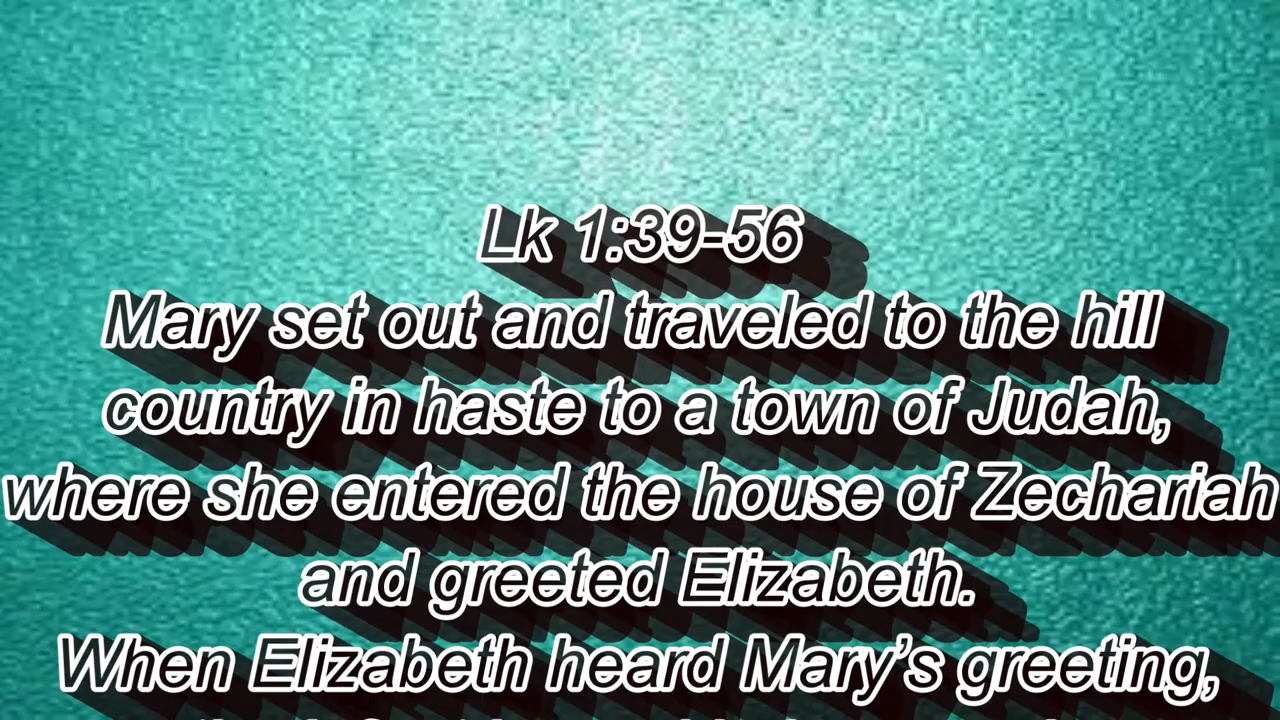 Lk 1:39-56
Mary set out and traveled to the hill
country in haste to a town of Judah,
where she entered the house of Zechariah
and greeted Elizabeth.
When Elizabeth heard Mary’s greeting,